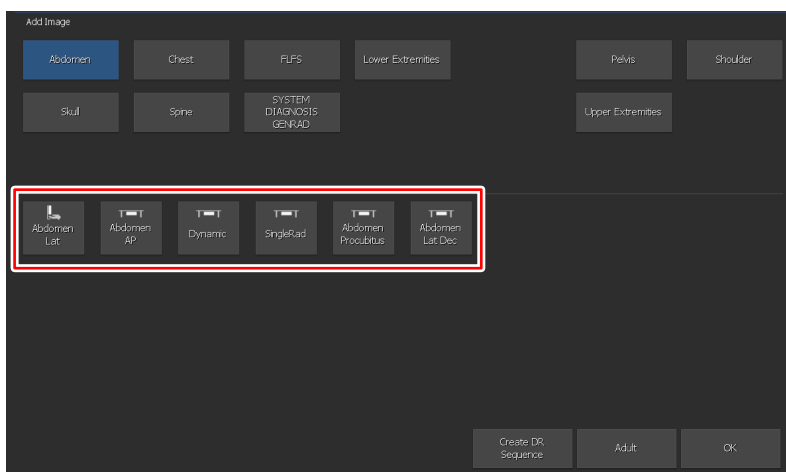 Add Image
Abdomen
Chest
FLFS
Lower Extremities
Pelvis
Shoulder
Skull
Spine
SYSTEM
DIAGNOSIS
GENRAD
Upper Extremities
Abdomen
Lat
Abdomen
AP
Dynamic
SingleRad
Abdomen
Procubitus
Abdomen
Lat Dec
Create DR
Sequence
Adult
OK